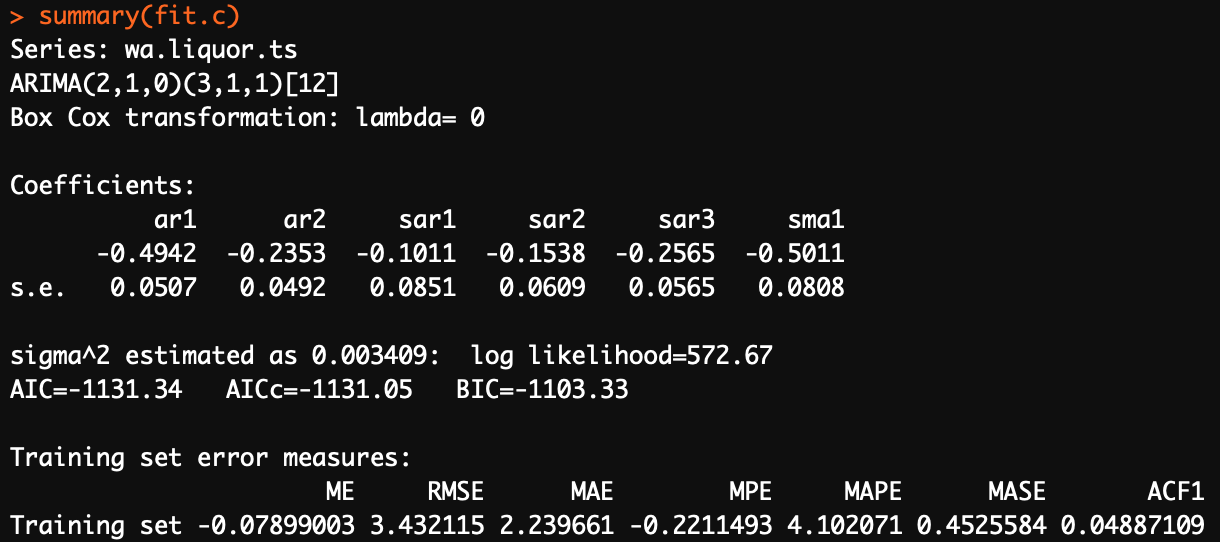 > summary(fit.c)
Series: wa.liquor.ts
ARIMA(2,1,0)(3,1,1)[12]
Box Cox transformation: lambda= 0
Coefficients:
ar1 ar2 sar1 sar2 sar3 sma1
-0.4942 -0.2353 -0.1011 -0.1538 -0.2565 -0.5011
s.e. 0.0507 0.0492 0.0851 0.0609 0.0565 0.0808
sigma^2 estimated as 0.003409: log likelihood=572.67
AIC=-1131.34 AICc=-1131.05 BIC=-1103.33
Training set error measures:
ME RMSE MAE MPE MAPE MASE ACF1
Training set -0.07899003 3.432115 2.239661 -0.2211493 4.102071 0.4525584 0.04887109